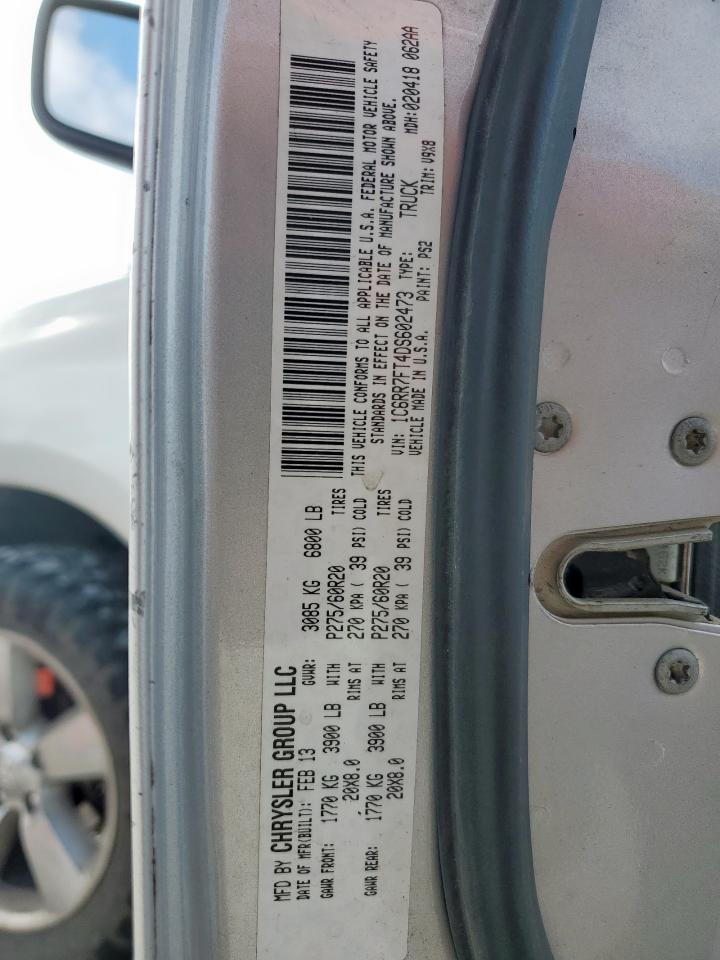 MFD BY CHRYSLER GROUP LLC
DATE OF MFR(BUILT): FEB 13 GVWR: 3085 KG 6800 LB
GAWR FRONT: 1770 KG 3900 LB WITH P275/60R20 TIRES
20X8.0 RIMS AT 270 KPA ( 39 PSI) COLD
GAWR REAR: 1770 KG 3900 LB WITH P275/60R20 TIRES
20X8.0 RIMS AT 270 KPA ( 39 PSI) COLD
THIS VEHICLE CONFORMS TO ALL APPLICABLE U.S.A. FEDERAL MOTOR VEHICLE SAFETY
STANDARDS IN EFFECT ON THE DATE OF MANUFACTURE SHOWN ABOVE.
VIN: 1C6RR7FT4DS602473 TYPE: TRUCK MDH:020418 062AA
VEHICLE MADE IN U.S.A. PAINT: PS2 TRIM: V9X8